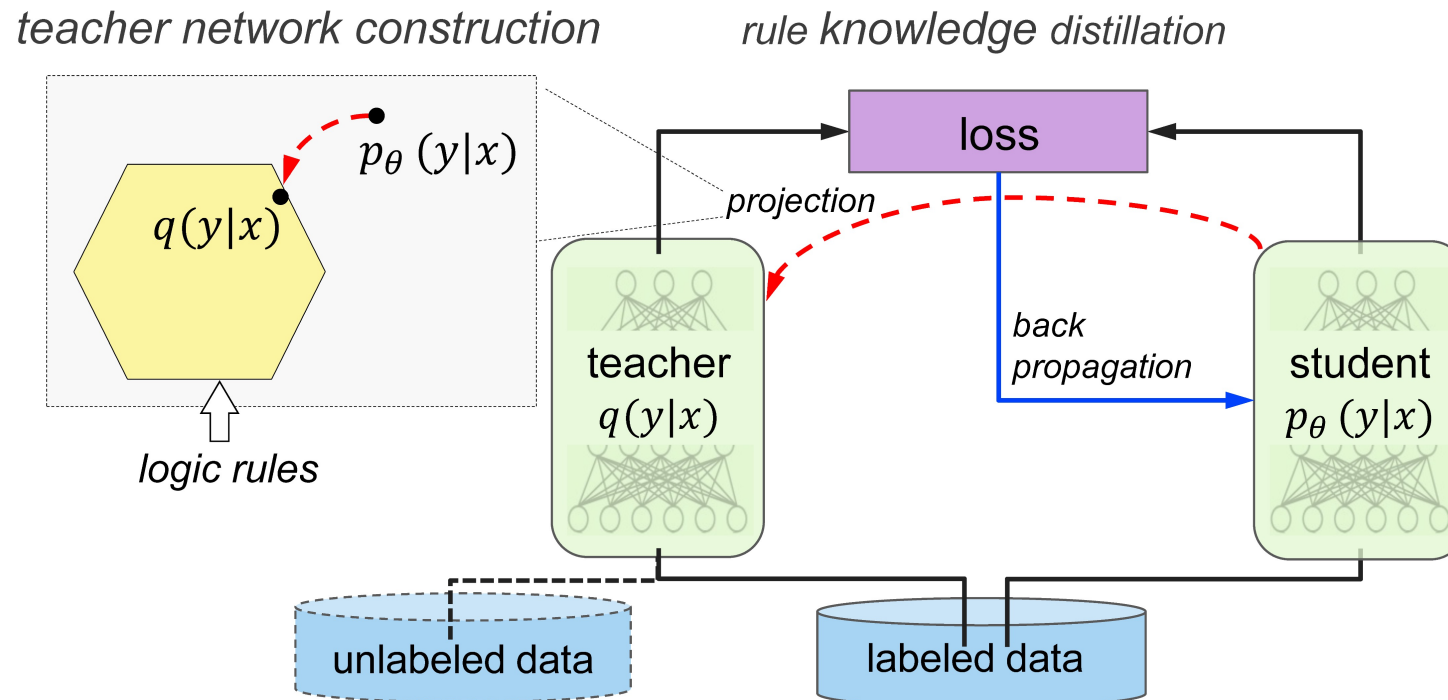 teacher network construction
rule knowledge distillation
pθ (y|x)
q(y|x)
logic rules
loss
projection
back
propagation
teacher
q(y|x)
student
pθ (y|x)
unlabeled data
labeled data